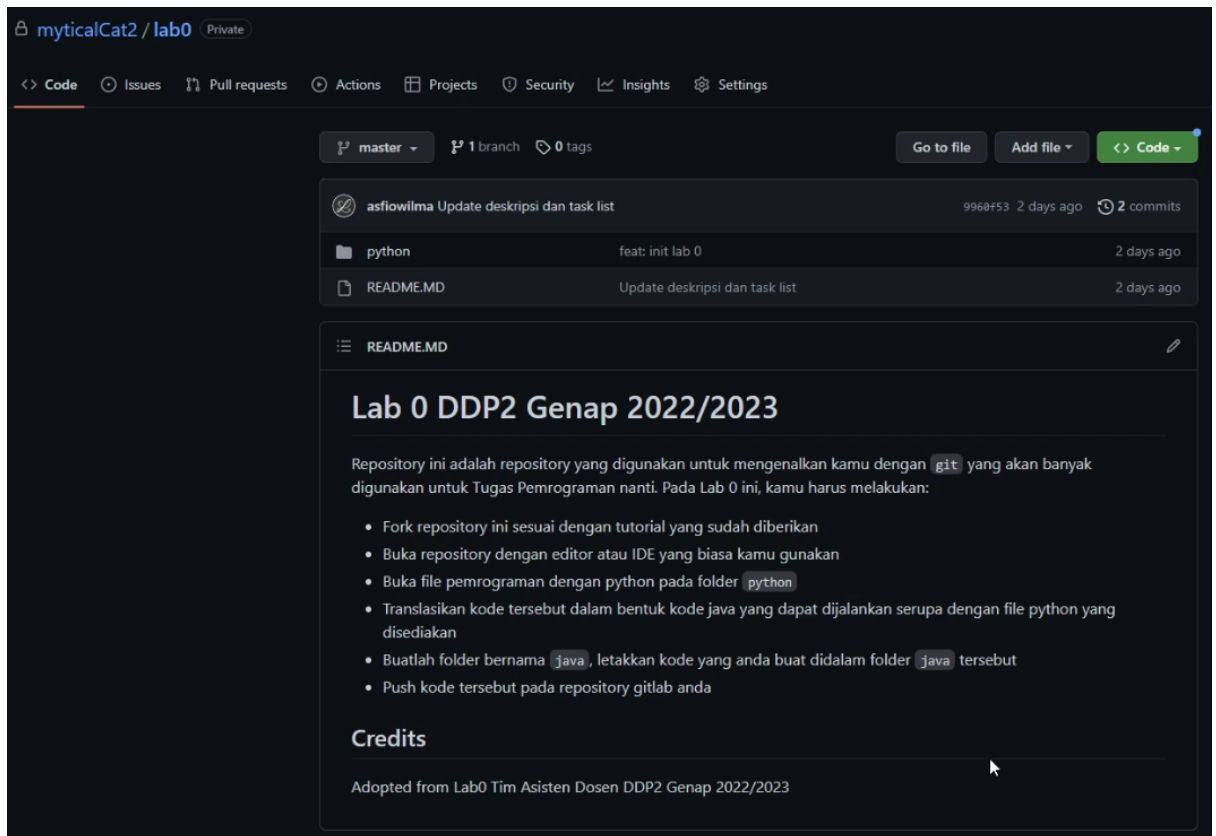 myticalCat2 / lab0 Private
Code Issues Pull requests Actions Projects Security Insights Settings
master 1 branch 0 tags Go to file Add file Code
asfiowilma Update deskripsi dan task list 9960f53 2 days ago 2 commits
python feat: init lab 0 2 days ago
README.MD Update deskripsi dan task list 2 days ago
README.MD
Lab 0 DDP2 Genap 2022/2023
Repository ini adalah repository yang digunakan untuk mengenalkan kamu dengan git yang akan banyak
digunakan untuk Tugas Pemrograman nanti. Pada Lab 0 ini, kamu harus melakukan:
• Fork repository ini sesuai dengan tutorial yang sudah diberikan
• Buka repository dengan editor atau IDE yang biasa kamu gunakan
• Buka file pemrograman dengan python pada folder python
• Translasikan kode tersebut dalam bentuk kode java yang dapat dijalankan serupa dengan file python yang
disediakan
• Buatlah folder bernama java, letakkan kode yang anda buat didalam folder java tersebut
• Push kode tersebut pada repository gitlab anda
Credits
Adopted from Lab0 Tim Asisten Dosen DDP2 Genap 2022/2023